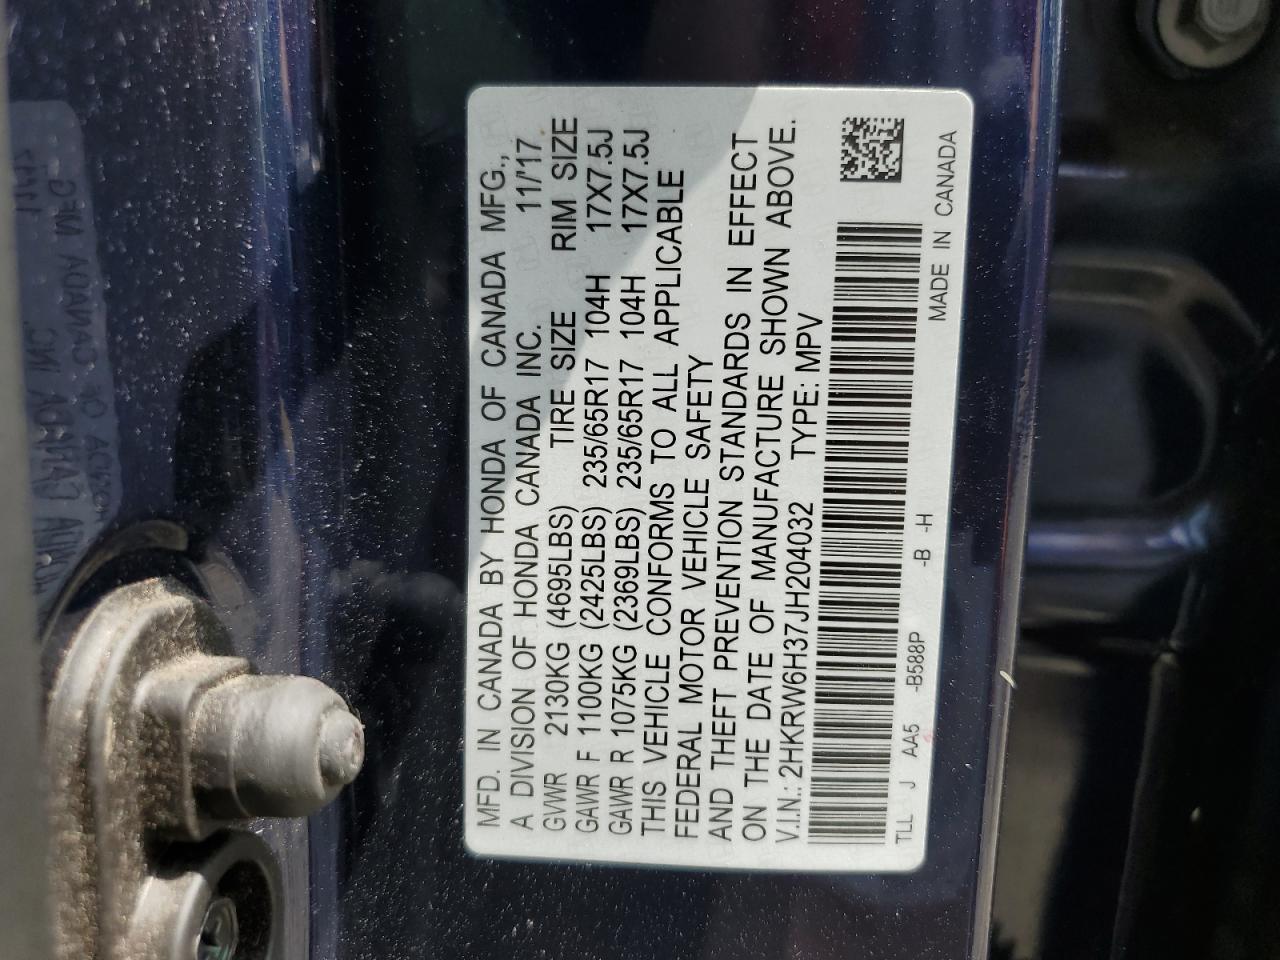 MFD. IN CANADA BY HONDA OF CANADA MFG.,
A DIVISION OF HONDA CANADA INC. 11/'17
GVWR 2130KG (4695LBS) TIRE SIZE RIM SIZE
GAWR F 1100KG (2425LBS) 235/65R17 104H 17X7.5J
GAWR R 1075KG (2369LBS) 235/65R17 104H 17X7.5J
THIS VEHICLE CONFORMS TO ALL APPLICABLE
FEDERAL MOTOR VEHICLE SAFETY
AND THEFT PREVENTION STANDARDS IN EFFECT
ON THE DATE OF MANUFACTURE SHOWN ABOVE.
V.I.N.: 2HKRW6H37JH204032 TYPE: MPV
TLL J AA5 -B588P -B -H
MADE IN CANADA